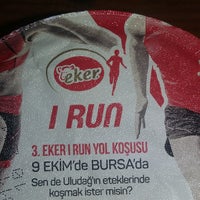 eker
I RUN
3. EKER I RUN YOL KOŞUSU
9 EKİM'de BURSA'da
Sen de Uludağ'ın eteklerinde
koşmak ister misin?